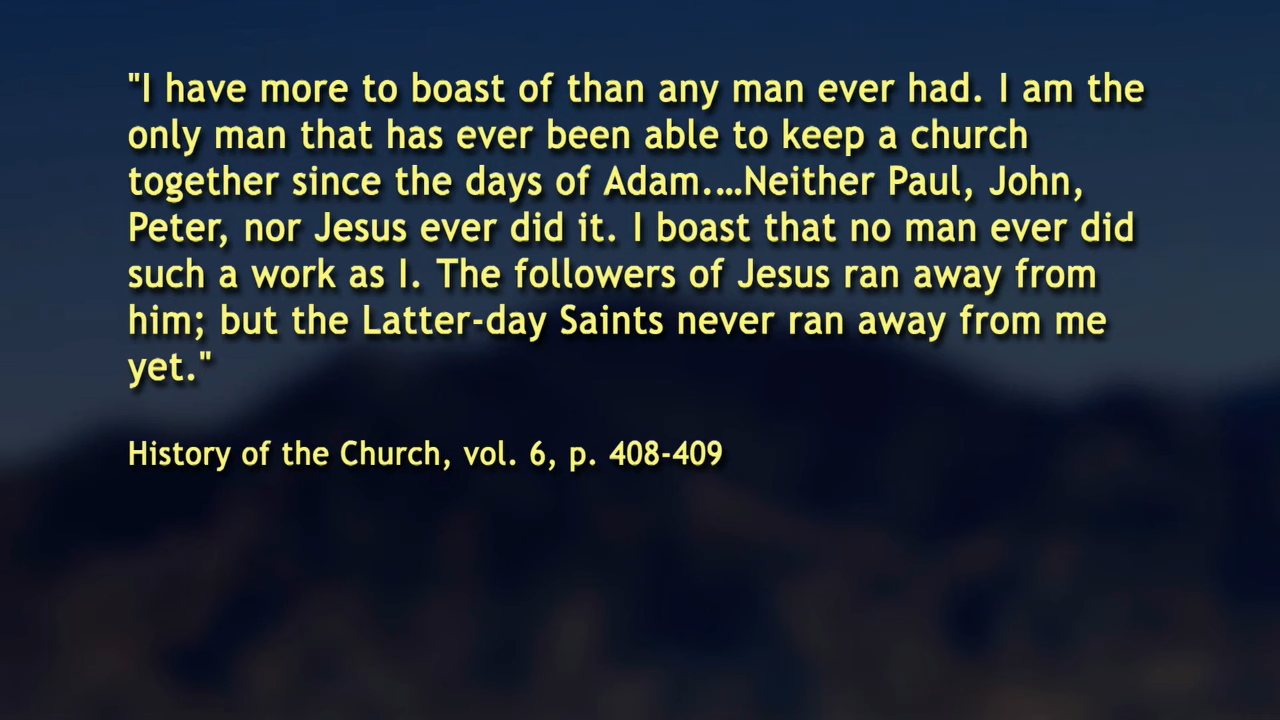 "I have more to boast of than any man ever had. I am the
only man that has ever been able to keep a church
together since the days of Adam....Neither Paul, John,
Peter, nor Jesus ever did it. I boast that no man ever did
such a work as I. The followers of Jesus ran away from
him; but the Latter-day Saints never ran away from me
yet."
History of the Church, vol. 6, p. 408-409